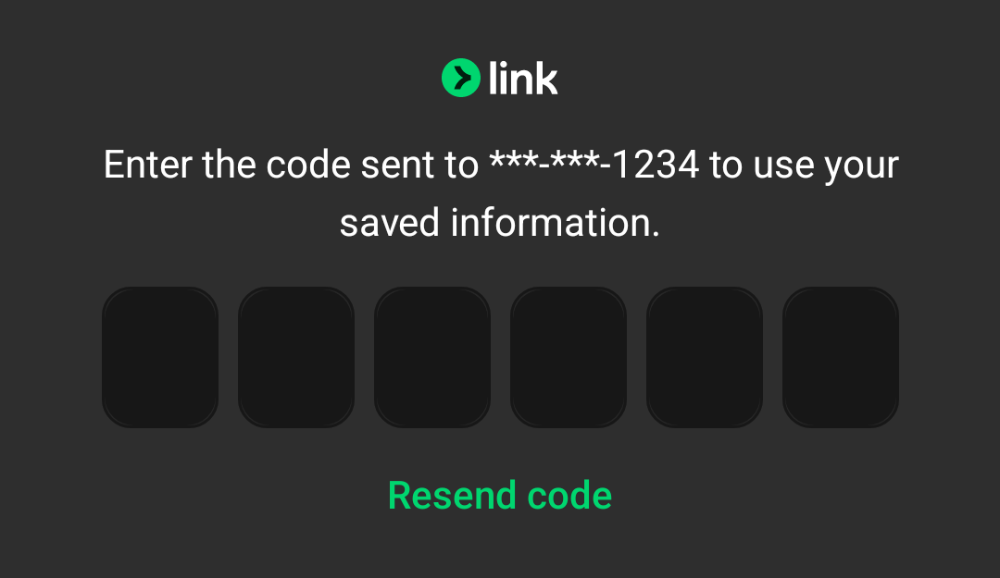 link
Enter the code sent to ***-***-1234 to use your
saved information.
Resend code